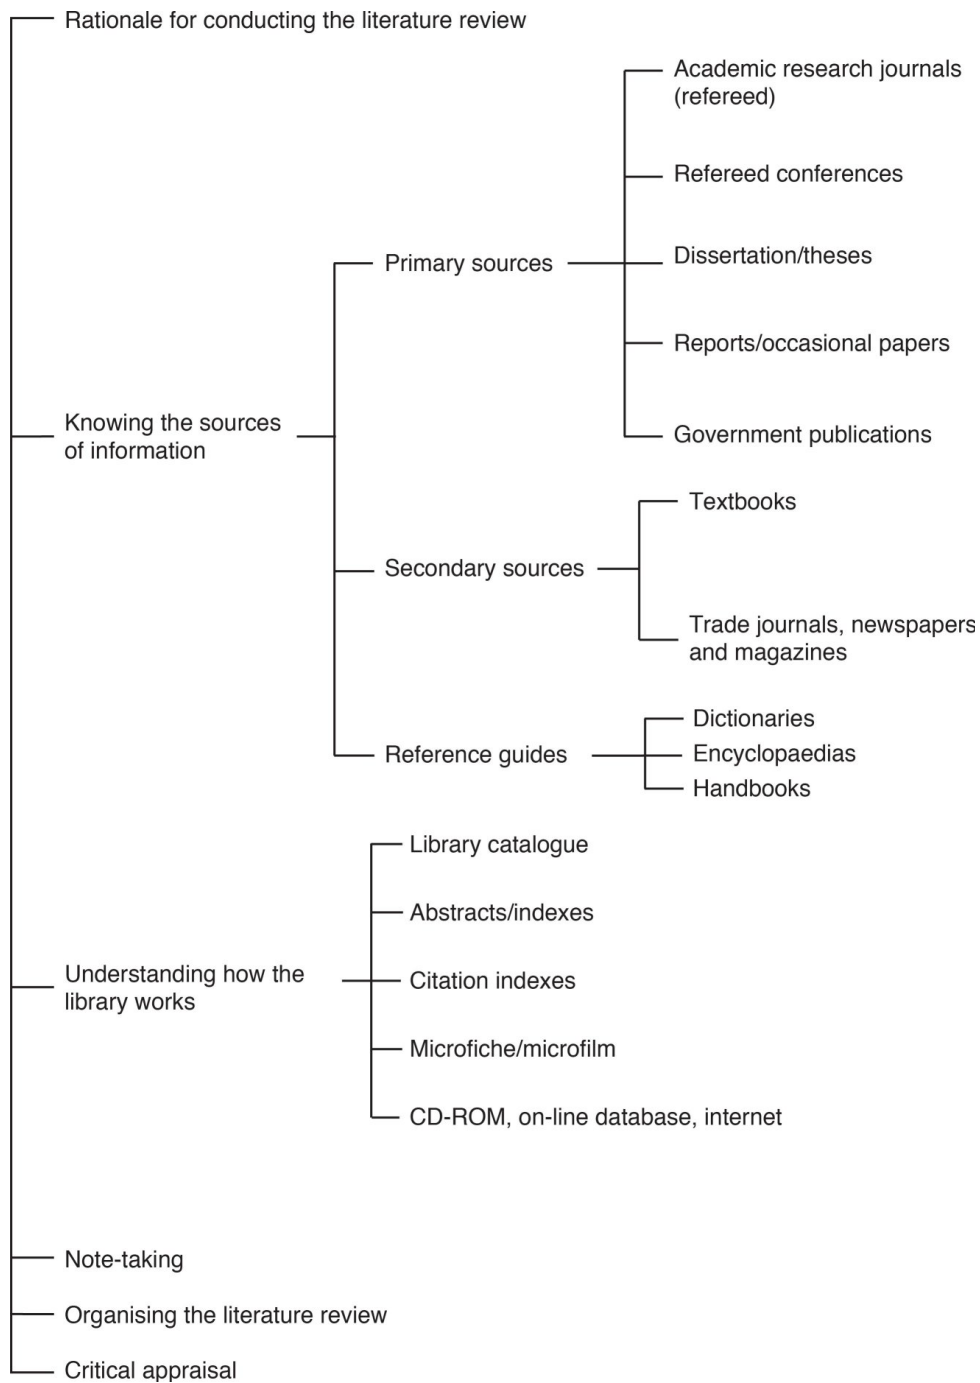 Rationale for conducting the literature review
Academic research journals
(refereed)
Refereed conferences
Primary sources
Dissertation/theses
Reports/occasional papers
Knowing the sources
of information
Government publications
Textbooks
Secondary sources
Trade journals, newspapers
and magazines
Dictionaries
Reference guides
Encyclopaedias
Handbooks
Library catalogue
Abstracts/indexes
Understanding how the
library works
Citation indexes
Microfiche/microfilm
CD-ROM, on-line database, internet
Note-taking
Organising the literature review
Critical appraisal